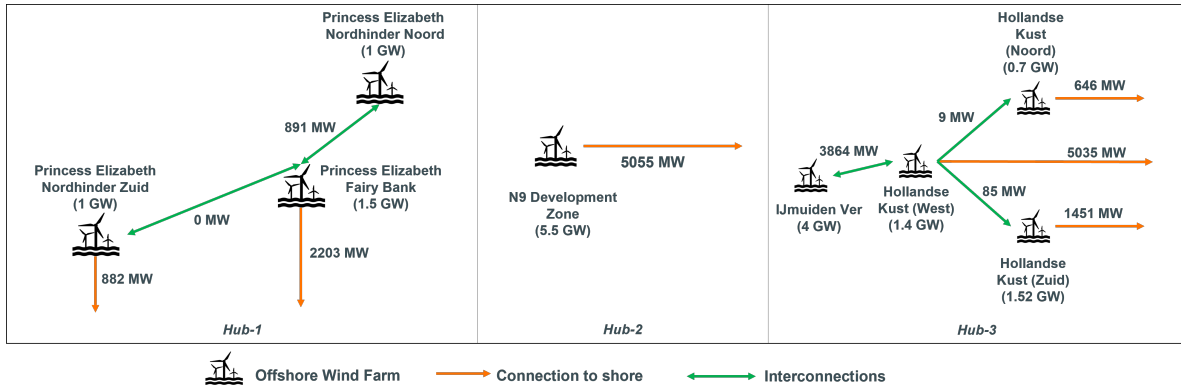 Princess Elizabeth
Nordhinder Noord
(1 GW)
891 MW
Princess Elizabeth
Nordhinder Zuid
(1 GW)
Princess Elizabeth
Fairy Bank
(1.5 GW)
0 MW
882 MW
2203 MW
Hub-1
5055 MW
N9 Development
Zone
(5.5 GW)
Hub-2
Hollandse
Kust
(Noord)
(0.7 GW)
646 MW
9 MW
3864 MW
5035 MW
IJmuiden Ver
(4 GW)
Hollandse
Kust (West)
(1.4 GW)
85 MW
1451 MW
Hollandse
Kust (Zuid)
(1.52 GW)
Hub-3
Offshore Wind Farm
Connection to shore
Interconnections